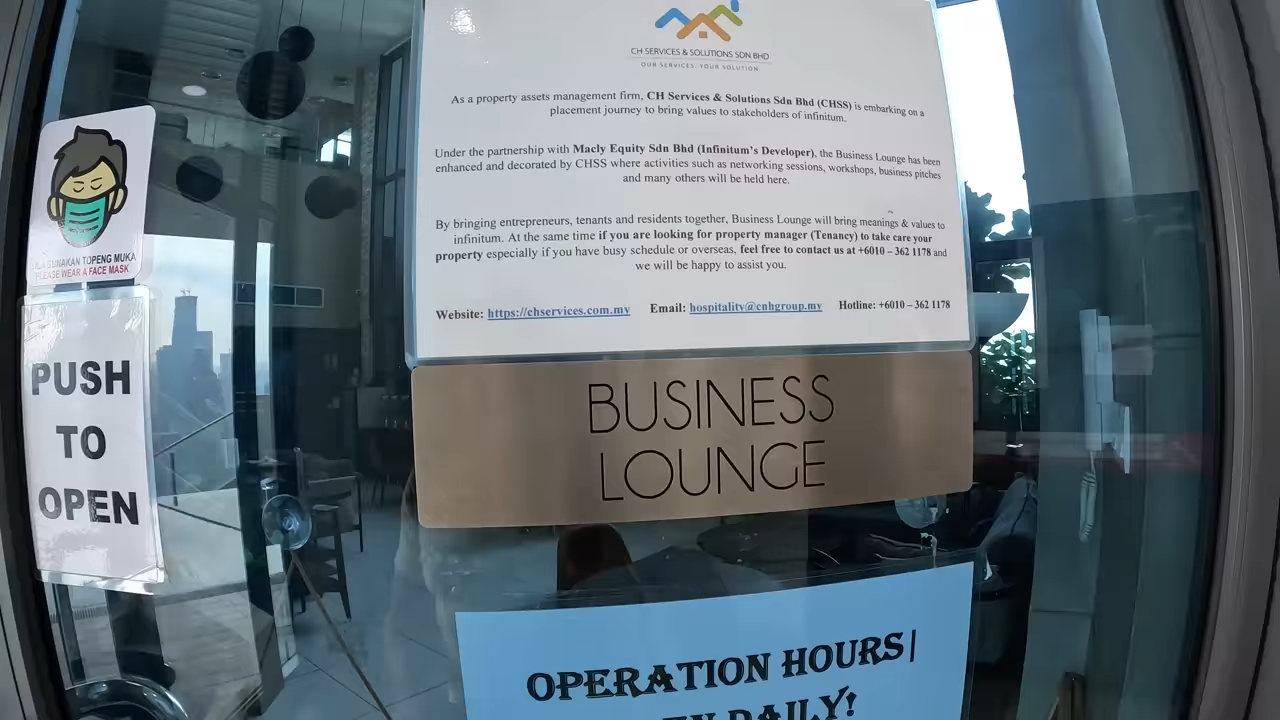 CH SERVICES & SOLUTIONS SDN BHD
OUR SERVICES. YOUR SOLUTION.
As a property assets management firm, CH Services & Solutions Sdn Bhd (CHSS) is embarking on a
placement journey to bring values to stakeholders of infinitum.
Under the partnership with Macly Equity Sdn Bhd (Infinitum's Developer), the Business Lounge has been
enhanced and decorated by CHSS where activities such as networking sessions, workshops, business pitches
and many others will be held here.
By bringing entrepreneurs, tenants and residents together, Business Lounge will bring meanings & values to
infinitum. At the same time if you are looking for property manager (Tenancy) to take care your
property especially if you have busy schedule or overseas, feel free to contact us at +6010 – 362 1178 and
we will be happy to assist you.
Website: https://chservices.com.my Email: hospitality@cnhgroup.my Hotline: +6010 – 362 1178
GUNAKAN TOPENG MUKA
PLEASE WEAR A FACE MASK
PUSH
TO
OPEN
BUSINESS
LOUNGE
OPERATION HOURS|
DAILY!